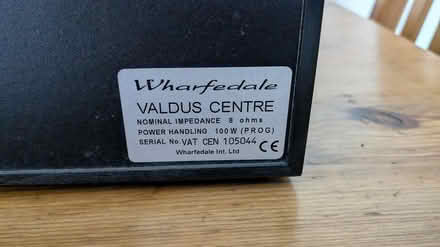 Wharfedale
VALDUS CENTRE
NOMINAL IMPEDANCE 8 ohms
POWER HANDLING 100W (PROG)
SERIAL No. VAT CEN 105044 CE
Wharfedale Int. Ltd